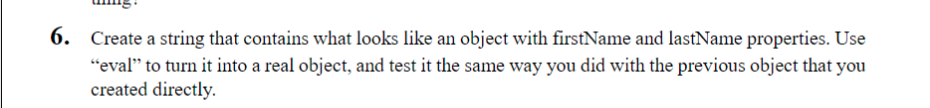 6. Create a string that contains what looks like an object with firstName and lastName properties. Use
“eval” to turn it into a real object, and test it the same way you did with the previous object that you
created directly.